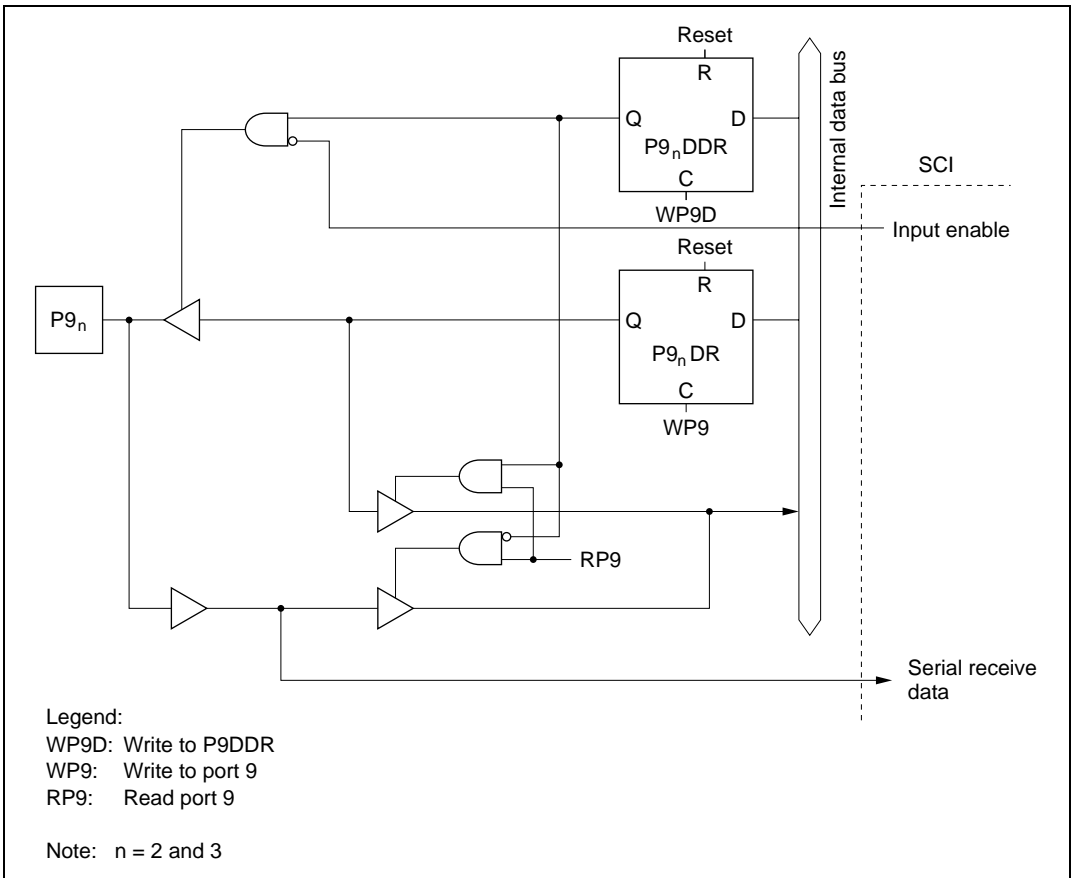 Reset
R
Q
D
P9nDDR
C
WP9D
Internal data bus
SCI
Input enable
Reset
R
P9n
Q
D
P9n DR
C
WP9
RP9
Serial receive
data
Legend:
WP9D: Write to P9DDR
WP9: Write to port 9
RP9: Read port 9
Note: n = 2 and 3